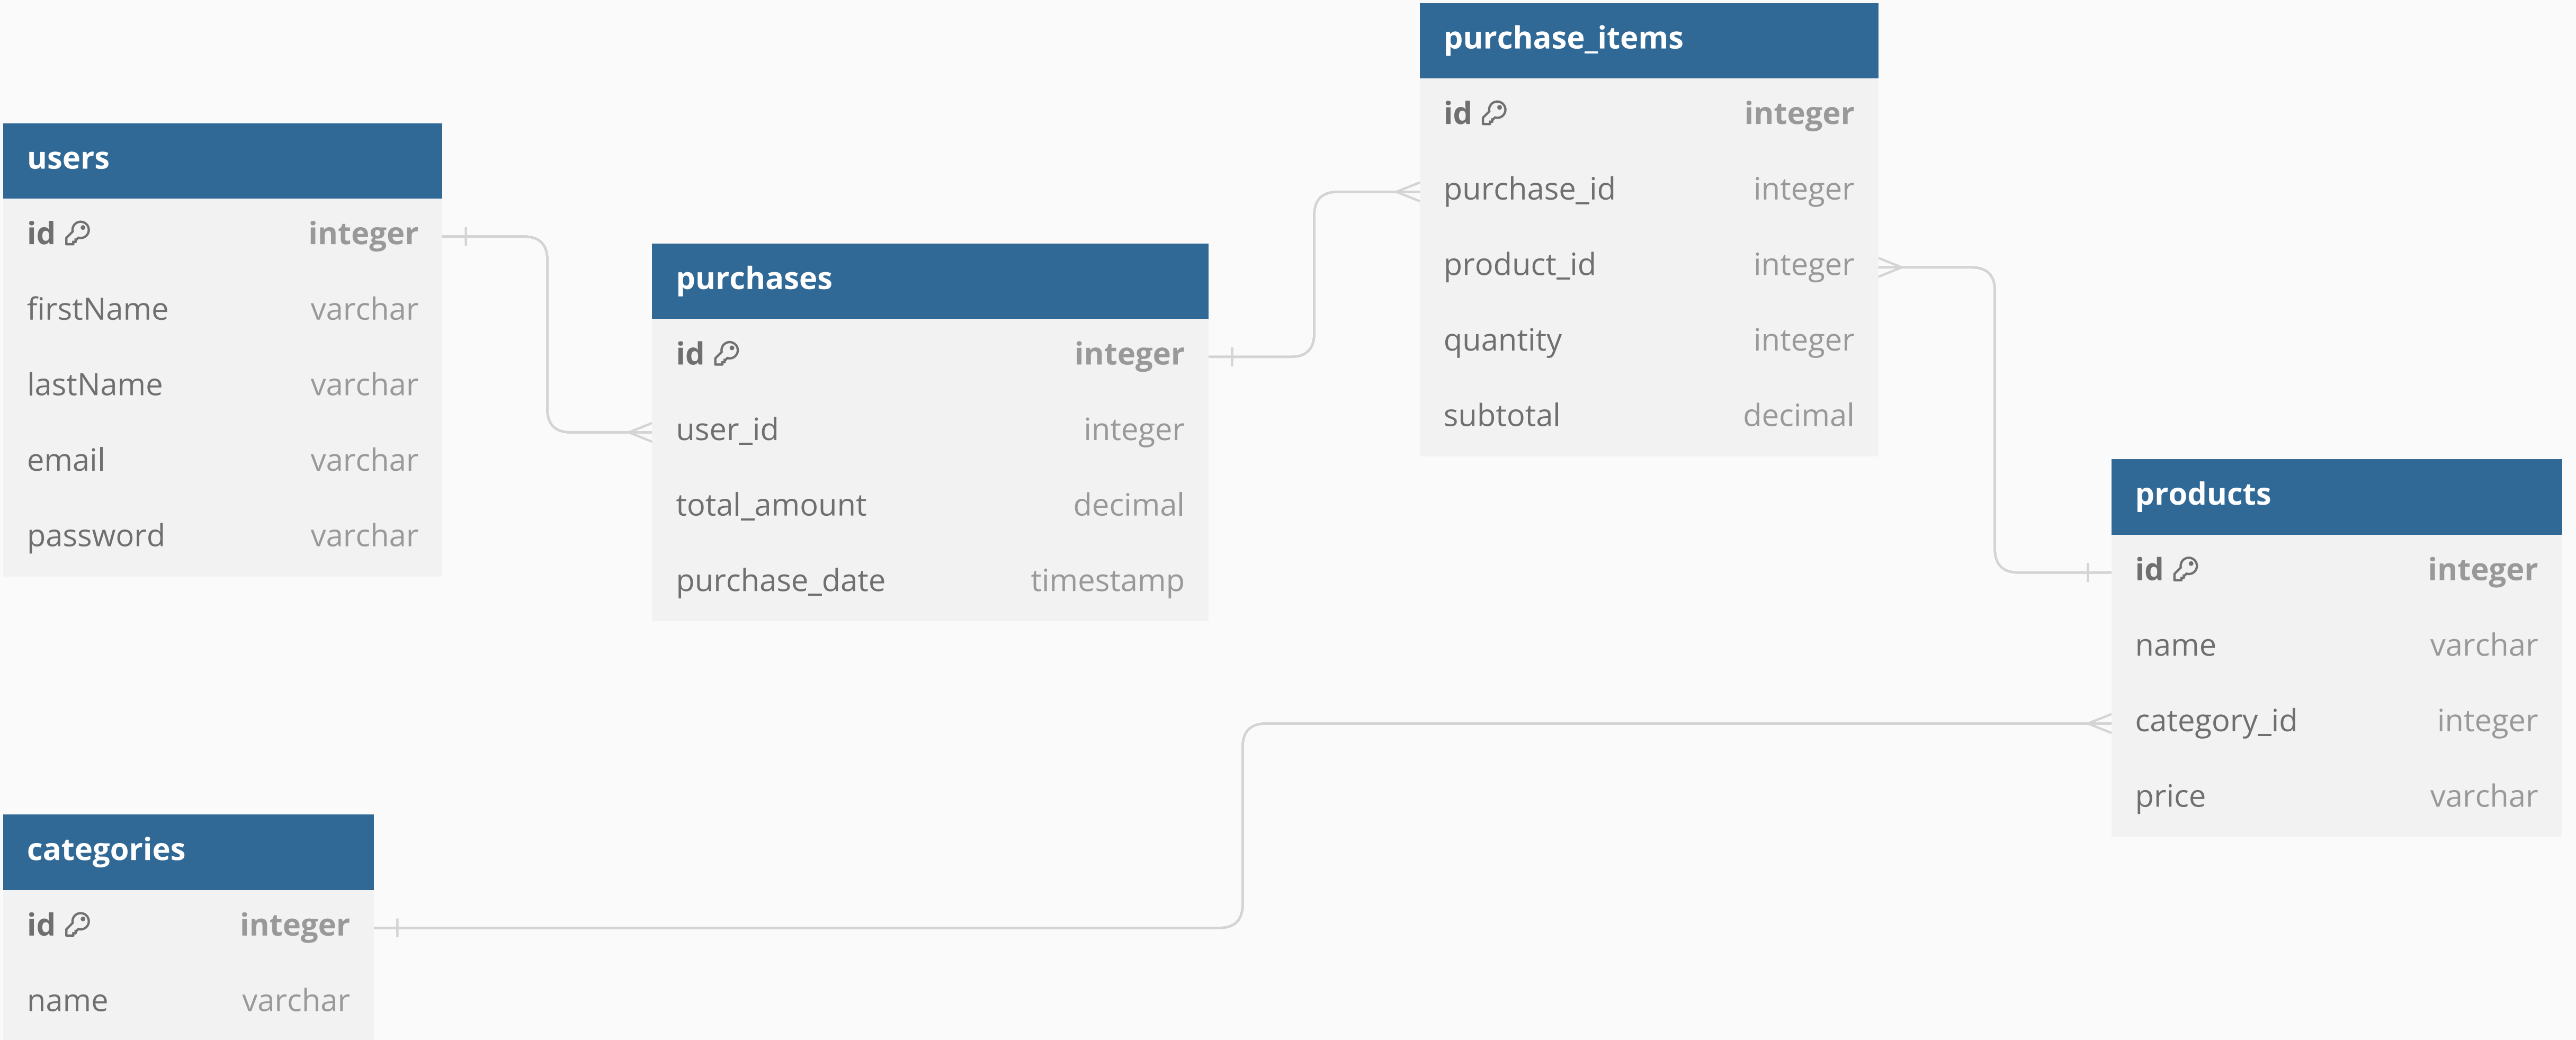 users
id integer
firstName varchar
lastName varchar
email varchar
password varchar
purchases
id integer
user_id integer
total_amount decimal
purchase_date timestamp
purchase_items
id integer
purchase_id integer
product_id integer
quantity integer
subtotal decimal
products
id integer
name varchar
category_id integer
price varchar
categories
id integer
name varchar